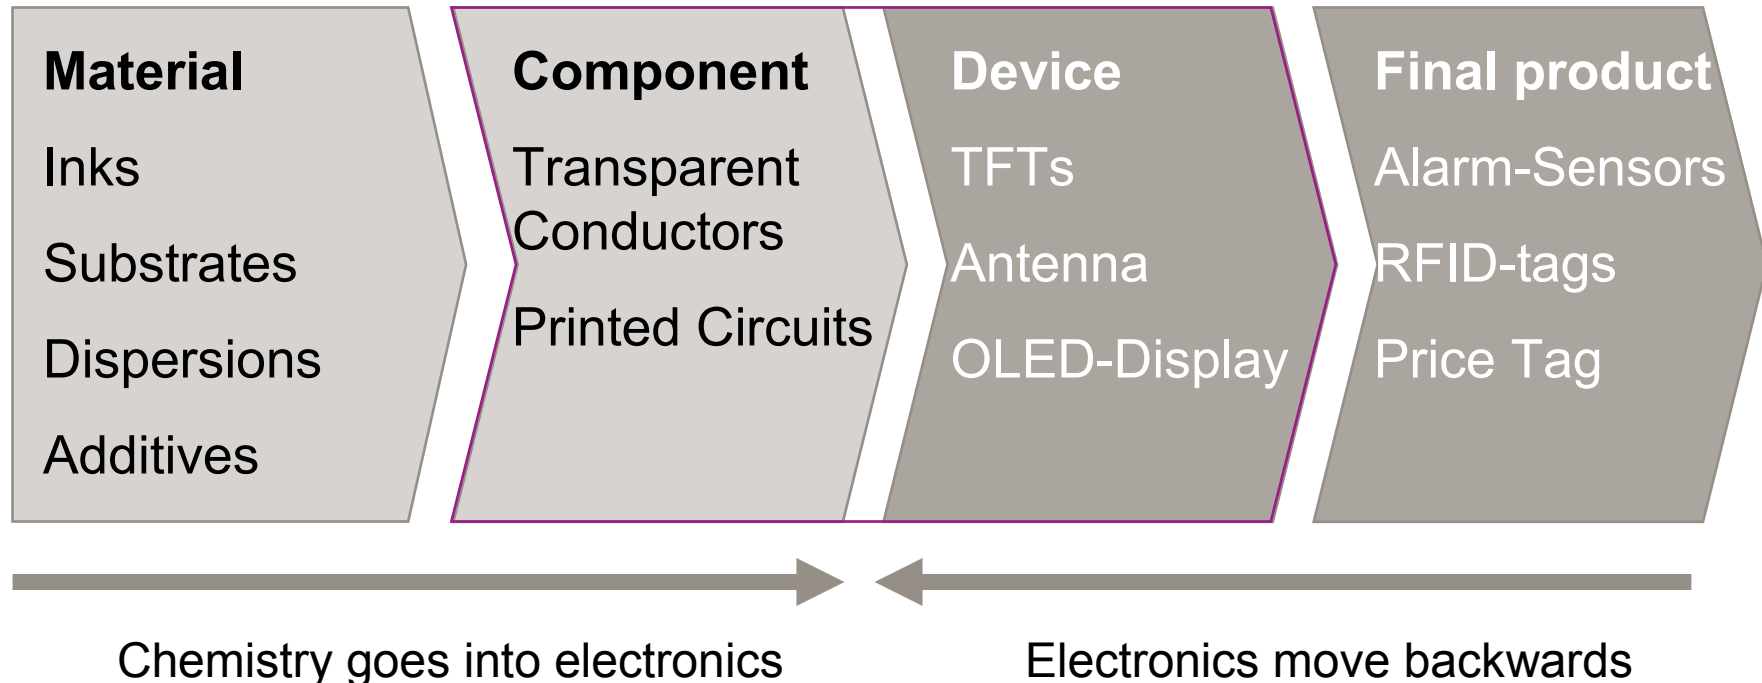 Material
Inks
Substrates
Dispersions
Additives
Component
Transparent
Conductors
Printed Circuits
Device
TFTs
Antenna
OLED-Display
Final product
Alarm-Sensors
RFID-tags
Price Tag
Chemistry goes into electronics
Electronics move backwards